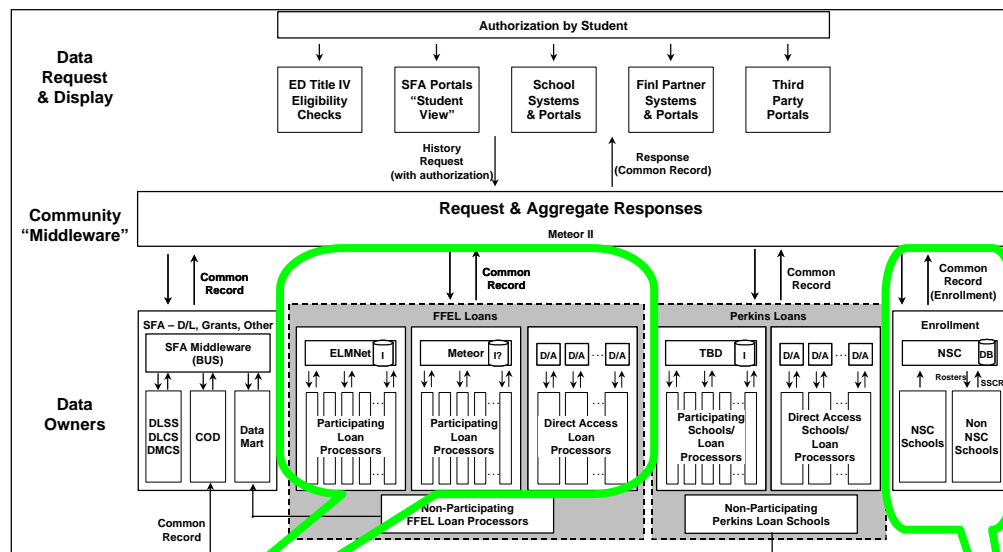 Authorization by Student
Data
Request
& Display
ED Title IV
Eligibility
Checks
SFA Portals
“Student
View”
School
Systems
& Portals
Finl Partner
Systems
& Portals
Third
Party
Portals
History
Request
(with authorization)
Response
(Common Record)
Community
“Middleware”
Request & Aggregate Responses
Meteor II
Common
Record
Common
Record
Common
Record
Common
Record
(Enrollment)
SFA – D/L, Grants, Other
SFA Middleware
(BUS)
DLSS
DLCS
DMCS
COD
Data
Mart
FFEL Loans
ELMNet
I
...
Participating
Loan
Processors
...
Meteor
I?
...
Participating
Loan
Processors
...
D/A
D/A
...
D/A
...
Direct Access
Loan
Processors
...
Perkins Loans
TBD
I
...
Participating
Schools/
Loan
Processors
...
D/A
D/A
...
D/A
...
Direct Access
Schools/
Loan
Processors
...
Enrollment
NSC
DB
Rosters
SSCR
NSC
Schools
Non
NSC
Schools
Data
Owners
Non-Participating
FFEL Loan Processors
Non-Participating
Perkins Loan Schools
Common
Record